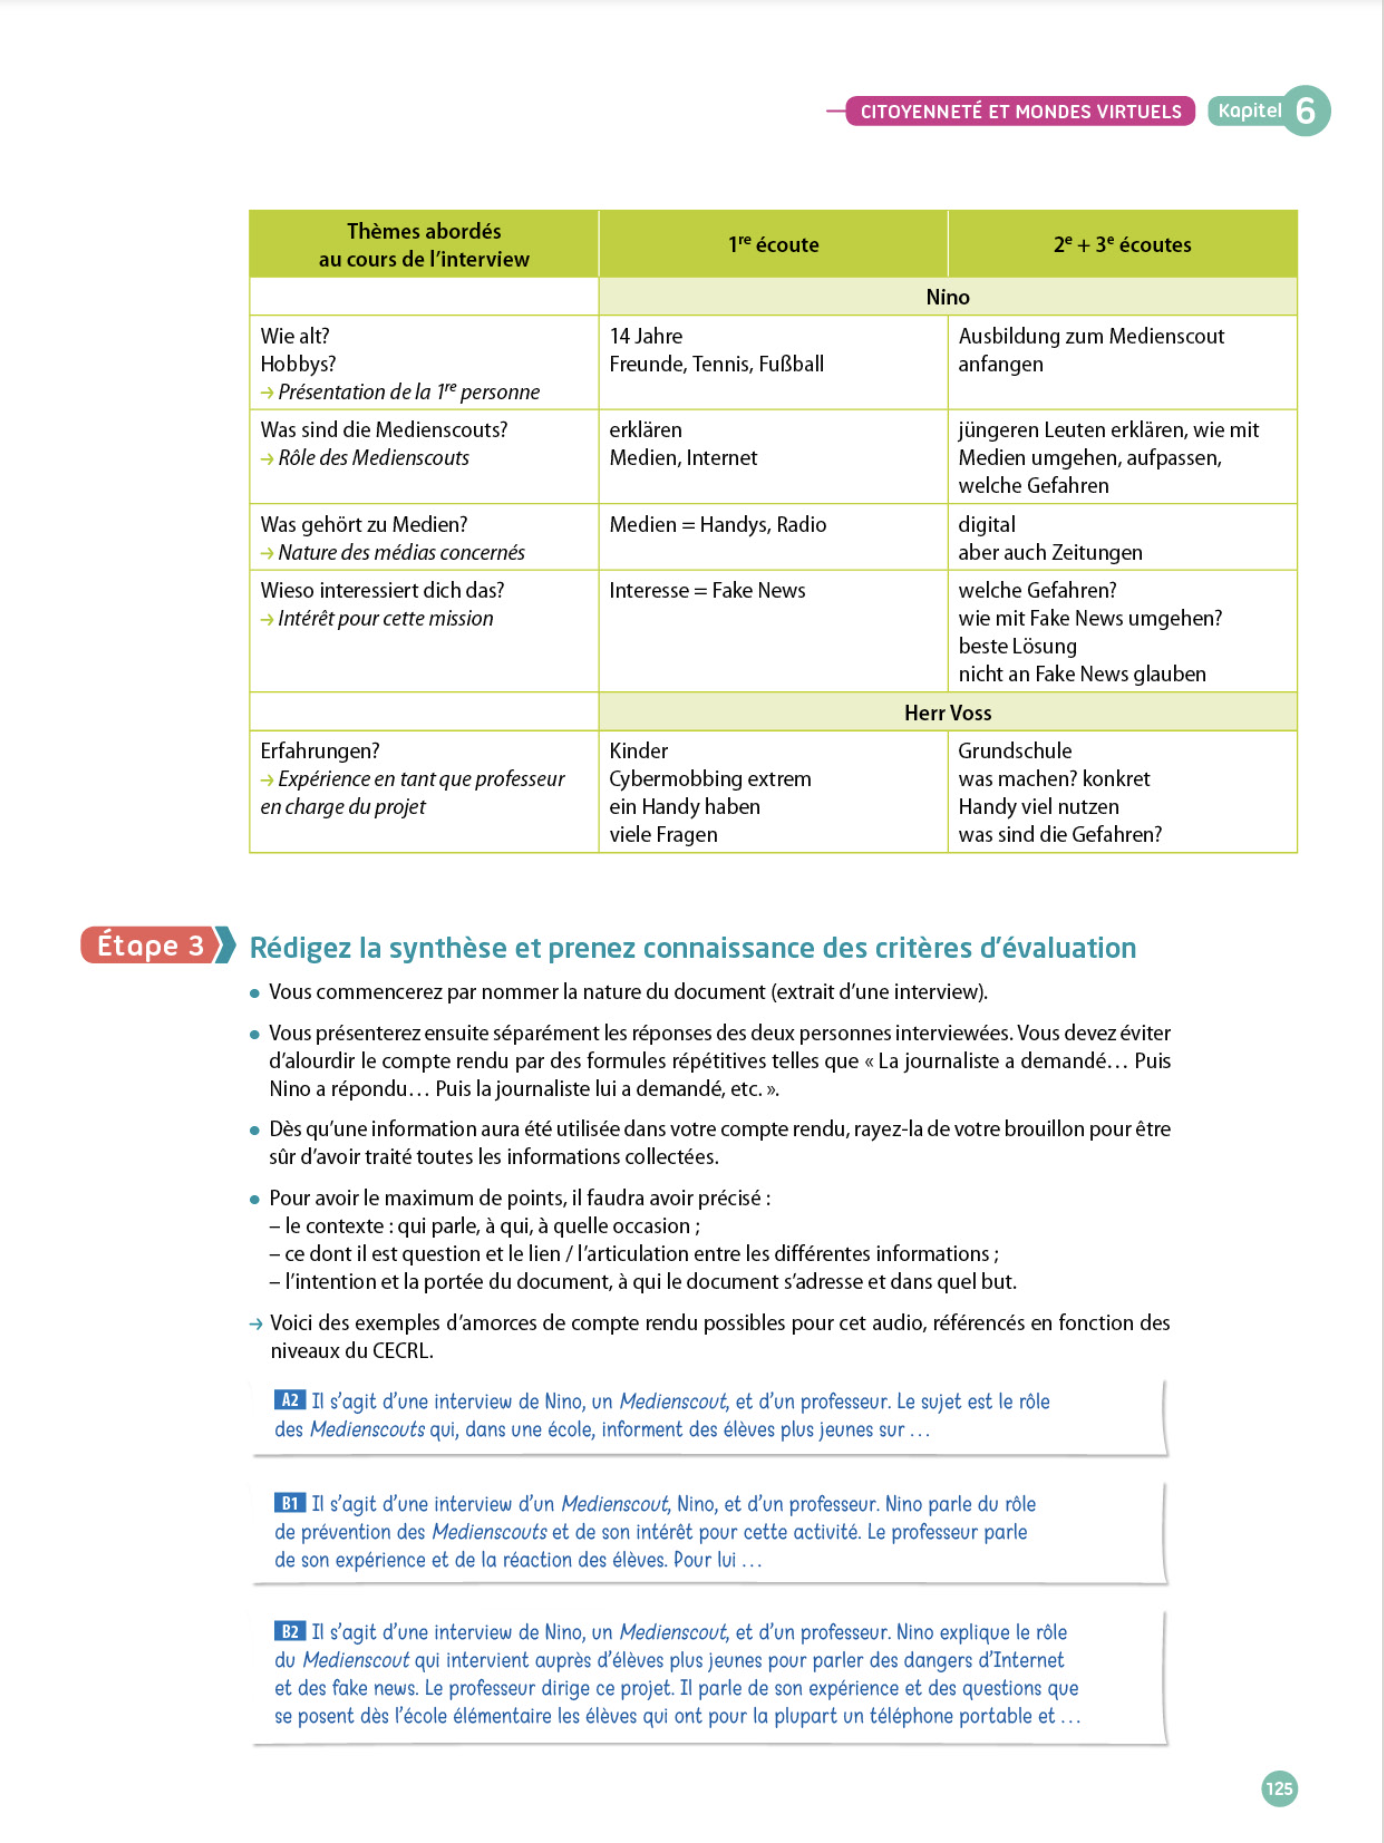 CITOYENNETÉ ET MONDES VIRTUELS Kapitel 6
Thèmes abordés
au cours de l'interview
1re écoute
2e + 3e écoutes
Nino
Wie alt?
Hobbys?
→ Présentation de la 1re personne
14 Jahre
Freunde, Tennis, Fußball
Ausbildung zum Medienscout
anfangen
Was sind die Medienscouts?
→ Rôle des Medienscouts
erklären
Medien, Internet
jüngeren Leuten erklären, wie mit
Medien umgehen, aufpassen,
welche Gefahren
Was gehört zu Medien?
→ Nature des médias concernés
Medien = Handys, Radio
digital
aber auch Zeitungen
Wieso interessiert dich das?
→ Intérêt pour cette mission
Interesse = Fake News
welche Gefahren?
wie mit Fake News umgehen?
beste Lösung
nicht an Fake News glauben
Herr Voss
Erfahrungen?
→ Expérience en tant que professeur
en charge du projet
Kinder
Cybermobbing extrem
ein Handy haben
viele Fragen
Grundschule
was machen? konkret
Handy viel nutzen
was sind die Gefahren?
Étape 3 Rédigez la synthèse et prenez connaissance des critères d'évaluation
• Vous commencerez par nommer la nature du document (extrait d'une interview).
• Vous présenterez ensuite séparément les réponses des deux personnes interviewées. Vous devez éviter
d'alourdir le compte rendu par des formules répétitives telles que « La journaliste a demandé… Puis
Nino a répondu… Puis la journaliste lui a demandé, etc. ».
• Dès qu'une information aura été utilisée dans votre compte rendu, rayez-la de votre brouillon pour être
sûr d'avoir traité toutes les informations collectées.
• Pour avoir le maximum de points, il faudra avoir précisé :
– le contexte : qui parle, à qui, à quelle occasion ;
– ce dont il est question et le lien / l'articulation entre les différentes informations ;
– l'intention et la portée du document, à qui le document s'adresse et dans quel but.
→ Voici des exemples d'amorces de compte rendu possibles pour cet audio, référencés en fonction des
niveaux du CECRL.
A2 Il s'agit d'une interview de Nino, un Medienscout, et d'un professeur. Le sujet est le rôle
des Medienscouts qui, dans une école, informent des élèves plus jeunes sur ...
B1 Il s'agit d'une interview d'un Medienscout, Nino, et d'un professeur. Nino parle du rôle
de prévention des Medienscouts et de son intérêt pour cette activité. Le professeur parle
de son expérience et de la réaction des élèves. Pour lui ...
B2 Il s'agit d'une interview de Nino, un Medienscout, et d'un professeur. Nino explique le rôle
du Medienscout qui intervient auprès d'élèves plus jeunes pour parler des dangers d'Internet
et des fake news. Le professeur dirige ce projet. Il parle de son expérience et des questions que
se posent dès l'école élémentaire les élèves qui ont pour la plupart un téléphone portable et ...
125